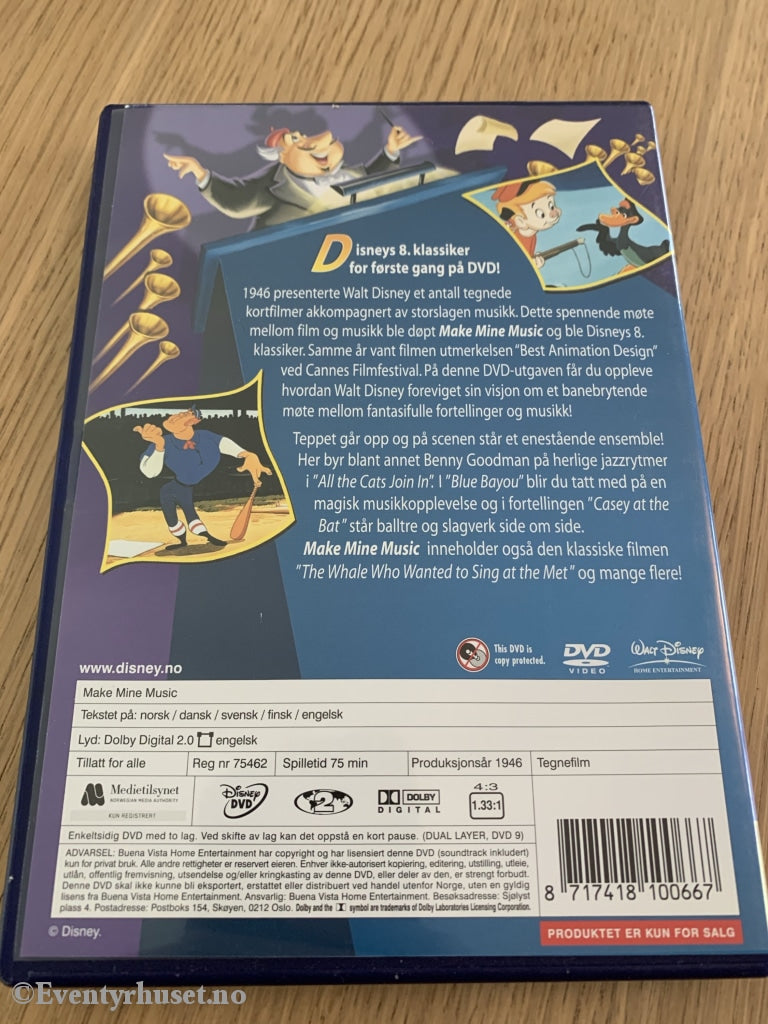 Disneys 8. klassiker
for første gang på DVD!
1946 presenterte Walt Disney et antall tegnede
kortfilmer akkompagnert av storslagen musikk. Dette spennende møte
mellom film og musikk ble døpt Make Mine Music og ble Disneys 8.
klassiker. Samme år vant filmen utmerkelsen "Best Animation Design"
ved Cannes Filmfestival. På denne DVD-utgaven får du oppleve
hvordan Walt Disney foreviget sin visjon om et banebrytende
møte mellom fantasifulle fortellinger og musikk!
Teppet går opp og på scenen står et enestående ensemble!
Her byr blant annet Benny Goodman på herlige jazzrytmer
i "All the Cats Join In". I "Blue Bayou" blir du tatt med på en
magisk musikkopplevelse og i fortellingen "Casey at the
Bat" står balltre og slagverk side om side.
Make Mine Music inneholder også den klassiske filmen
"The Whale Who Wanted to Sing at the Met" og mange flere!
www.disney.no
This DVD is
copy protected.
DVD
VIDEO
WALT DISNEY
HOME ENTERTAINMENT
Make Mine Music
Tekstet på: norsk / dansk / svensk / finsk / engelsk
Lyd: Dolby Digital 2.0 engelsk
Tillatt for alle
Reg nr 75462
Spilletid 75 min
Produksjonsår 1946
Tegnefilm
Medietilsynet
NORWEGIAN MEDIA AUTHORITY
KUN REGISTRERT
DISNEY
DVD
2
DOLBY
DIGITAL
4:3
1.33:1
Enkeltsidig DVD med to lag. Ved skifte av lag kan det oppstå en kort pause. (DUAL LAYER, DVD 9)
ADVARSEL: Buena Vista Home Entertainment har copyright og har lisensiert denne DVD (soundtrack inkludert)
kun for privat bruk. Alle andre rettigheter er reservert eieren. Enhver ikke-autorisert kopiering, editering, utstilling, utleie,
utlån, offentlig fremvisning, utsendelse og/eller kringkasting av denne DVD, eller deler av den, er strengt forbudt.
Denne DVD skal ikke kunne bli eksportert, erstattet eller distribuert ved handel utenfor Norge, uten en gyldig
lisens fra Buena Vista Home Entertainment. Ansvarlig: Buena Vista Home Entertainment. Besøksadresse: Sjølyst
plass 4. Postadresse: Postboks 154, Skøyen, 0212 Oslo. Dolby and the symbol are trademarks of Dolby Laboratories Licensing Corporation.
8 717418 100667
© Disney.
PRODUKTET ER KUN FOR SALG
©Eventyrhuset.no